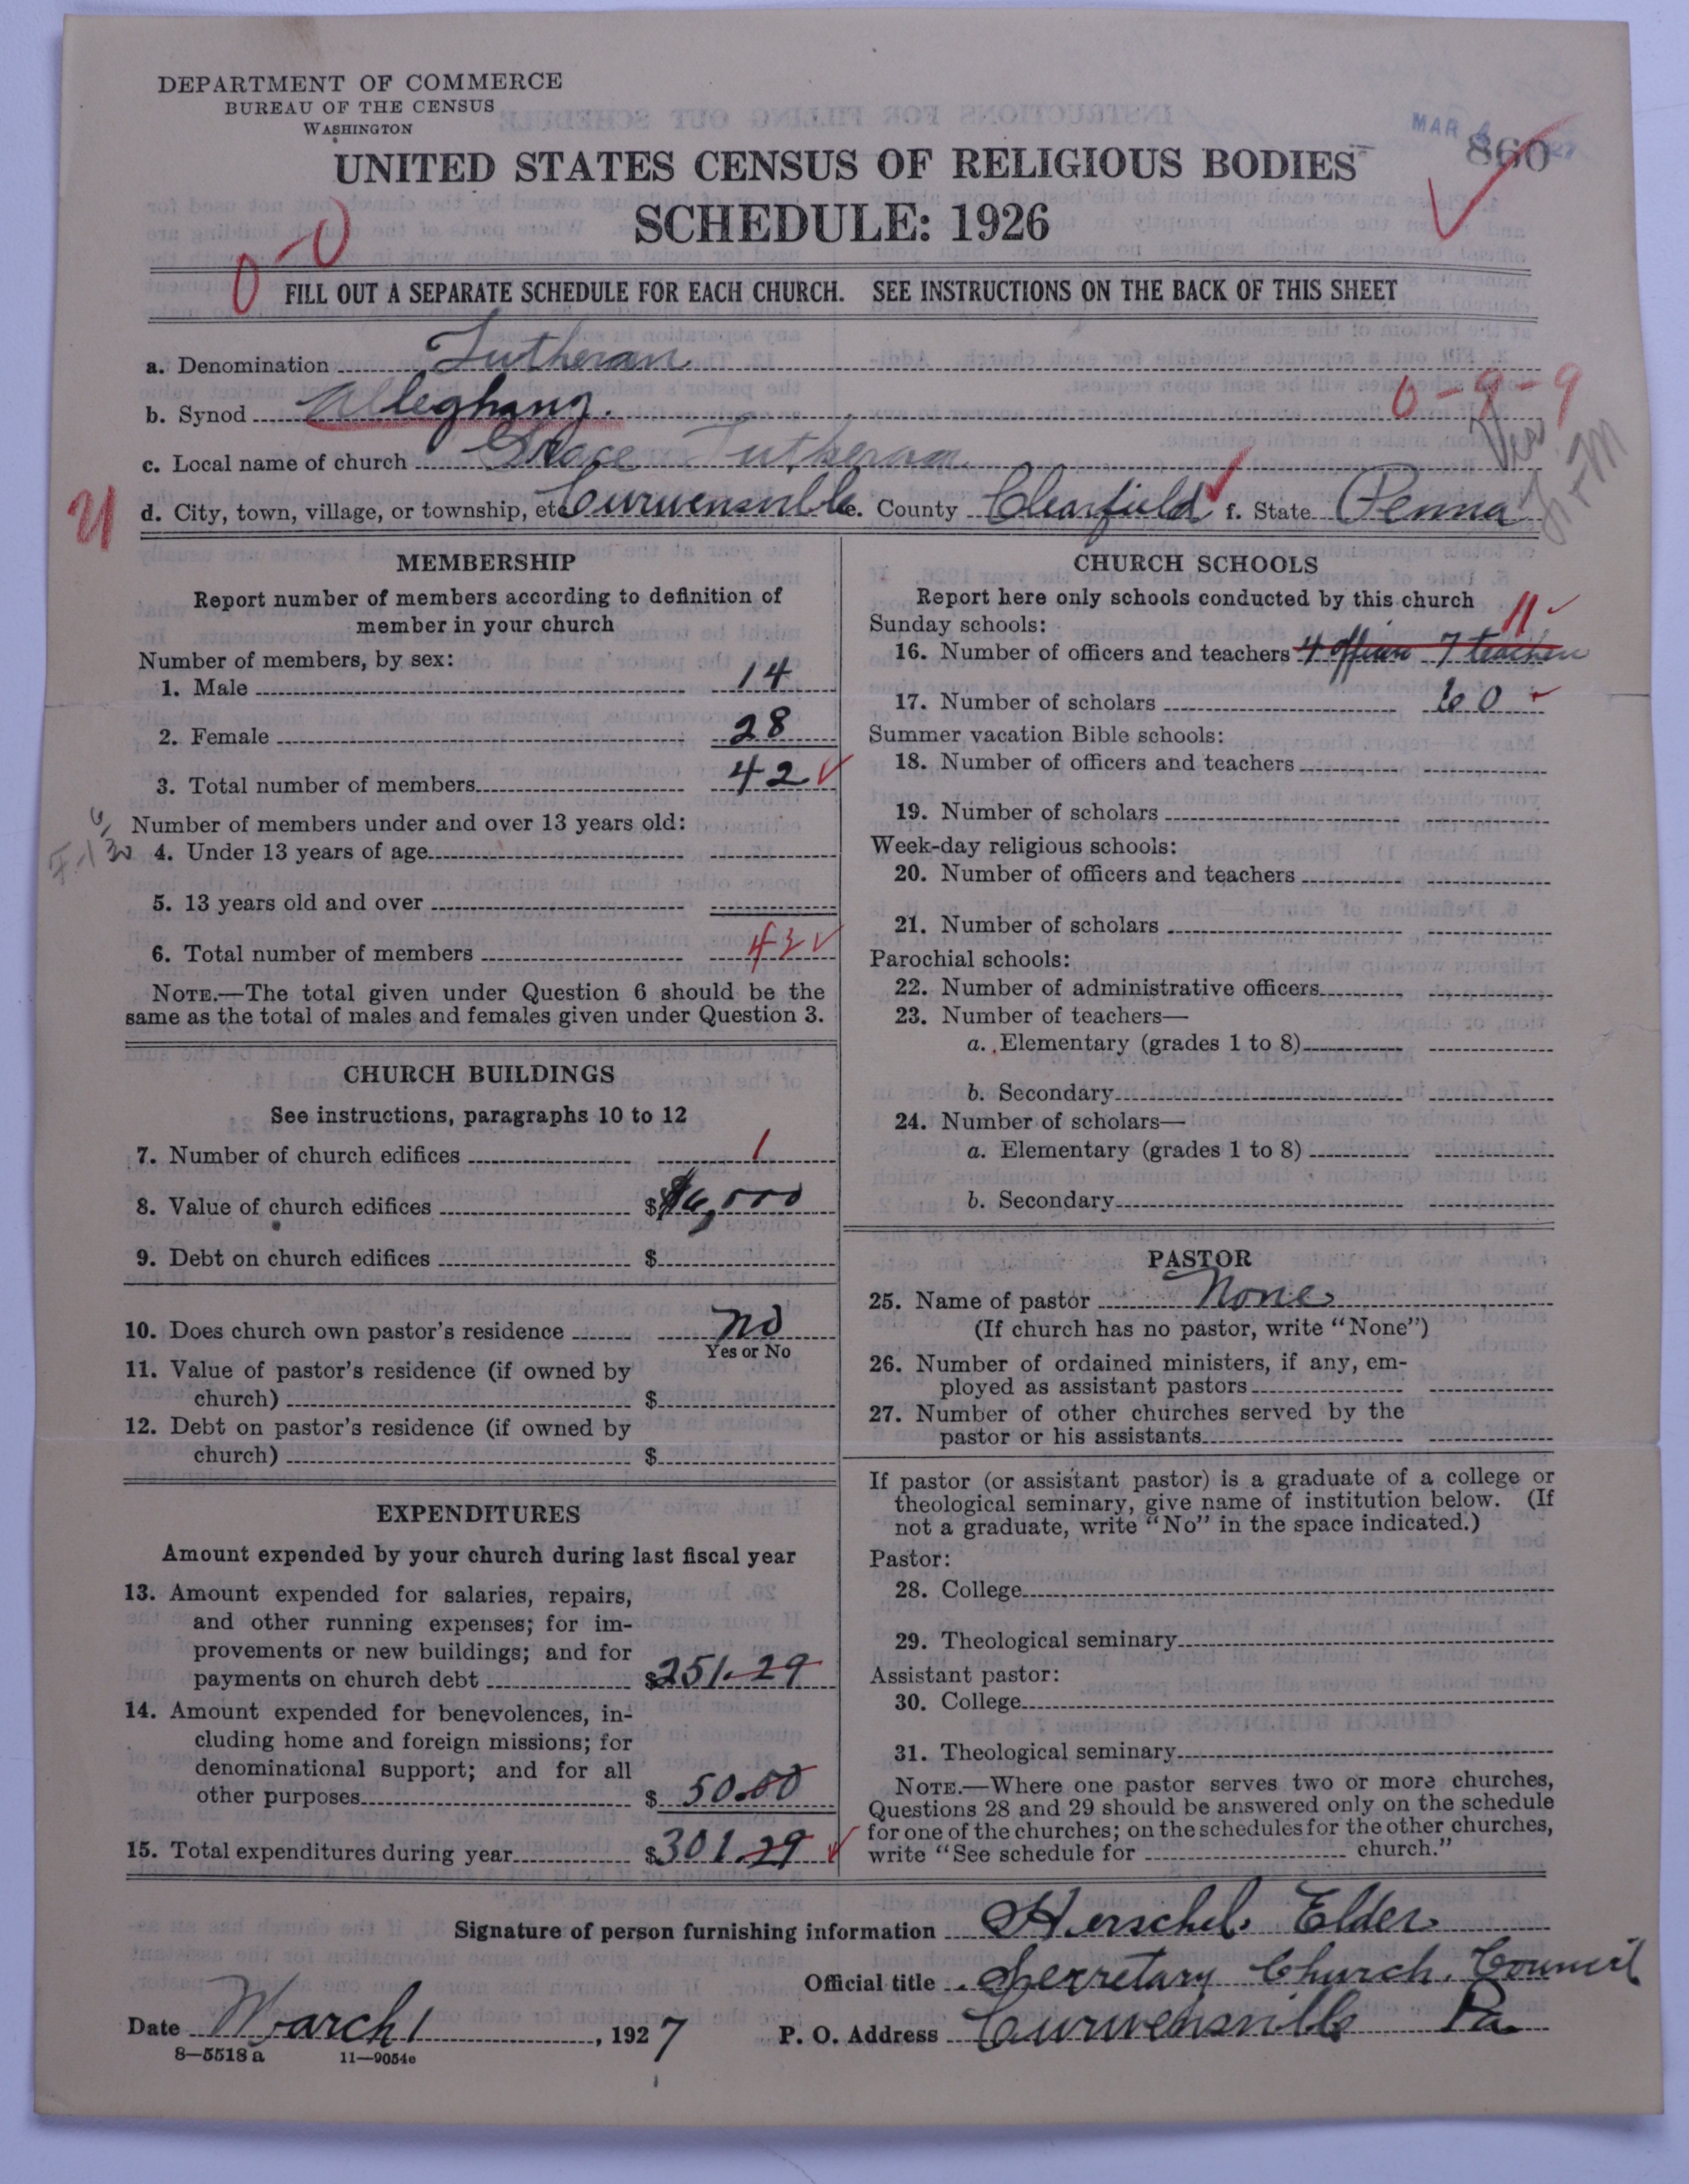 DEPARTMENT OF COMMERCE
BUREAU OF THE CENSUS
WASHINGTON
MAR
860
UNITED STATES CENSUS OF RELIGIOUS BODIES
SCHEDULE: 1926
0-0
FILL OUT A SEPARATE SCHEDULE FOR EACH CHURCH. SEE INSTRUCTIONS ON THE BACK OF THIS SHEET
a. Denomination Lutheran
b. Synod Alleghany.
0-9-9
c. Local name of church Grace Lutheran
d. City, town, village, or township, etc. Curwensville e. County Clearfield f. State Penna
MEMBERSHIP
Report number of members according to definition of
member in your church
Number of members, by sex:
1. Male 14
2. Female 28
3. Total number of members 42
Number of members under and over 13 years old:
4. Under 13 years of age
5. 13 years old and over
6. Total number of members 42
NOTE.—The total given under Question 6 should be the
same as the total of males and females given under Question 3.
CHURCH BUILDINGS
See instructions, paragraphs 10 to 12
7. Number of church edifices 1
8. Value of church edifices $ $6,000
9. Debt on church edifices $
10. Does church own pastor's residence no
Yes or No
11. Value of pastor's residence (if owned by
church) $
12. Debt on pastor's residence (if owned by
church) $
EXPENDITURES
Amount expended by your church during last fiscal year
13. Amount expended for salaries, repairs,
and other running expenses; for im-
provements or new buildings; and for
payments on church debt $251.29
14. Amount expended for benevolences, in-
cluding home and foreign missions; for
denominational support; and for all
other purposes $ 50.00
15. Total expenditures during year $301.29
CHURCH SCHOOLS
Report here only schools conducted by this church
Sunday schools: 11
16. Number of officers and teachers 4 officers 7 teachers
17. Number of scholars 60
Summer vacation Bible schools:
18. Number of officers and teachers
19. Number of scholars
Week-day religious schools:
20. Number of officers and teachers
21. Number of scholars
Parochial schools:
22. Number of administrative officers
23. Number of teachers—
a. Elementary (grades 1 to 8)
b. Secondary
24. Number of scholars—
a. Elementary (grades 1 to 8)
b. Secondary
PASTOR
25. Name of pastor None
(If church has no pastor, write "None")
26. Number of ordained ministers, if any, em-
ployed as assistant pastors
27. Number of other churches served by the
pastor or his assistants
If pastor (or assistant pastor) is a graduate of a college or
theological seminary, give name of institution below. (If
not a graduate, write "No" in the space indicated.)
Pastor:
28. College
29. Theological seminary
Assistant pastor:
30. College
31. Theological seminary
NOTE.—Where one pastor serves two or more churches,
Questions 28 and 29 should be answered only on the schedule
for one of the churches; on the schedules for the other churches,
write "See schedule for church."
Signature of person furnishing information Herschel Elder
Official title Secretary Church Council
Date March 1, 1927 P. O. Address Curwensville Pa.
8—5518 a 11—9054e